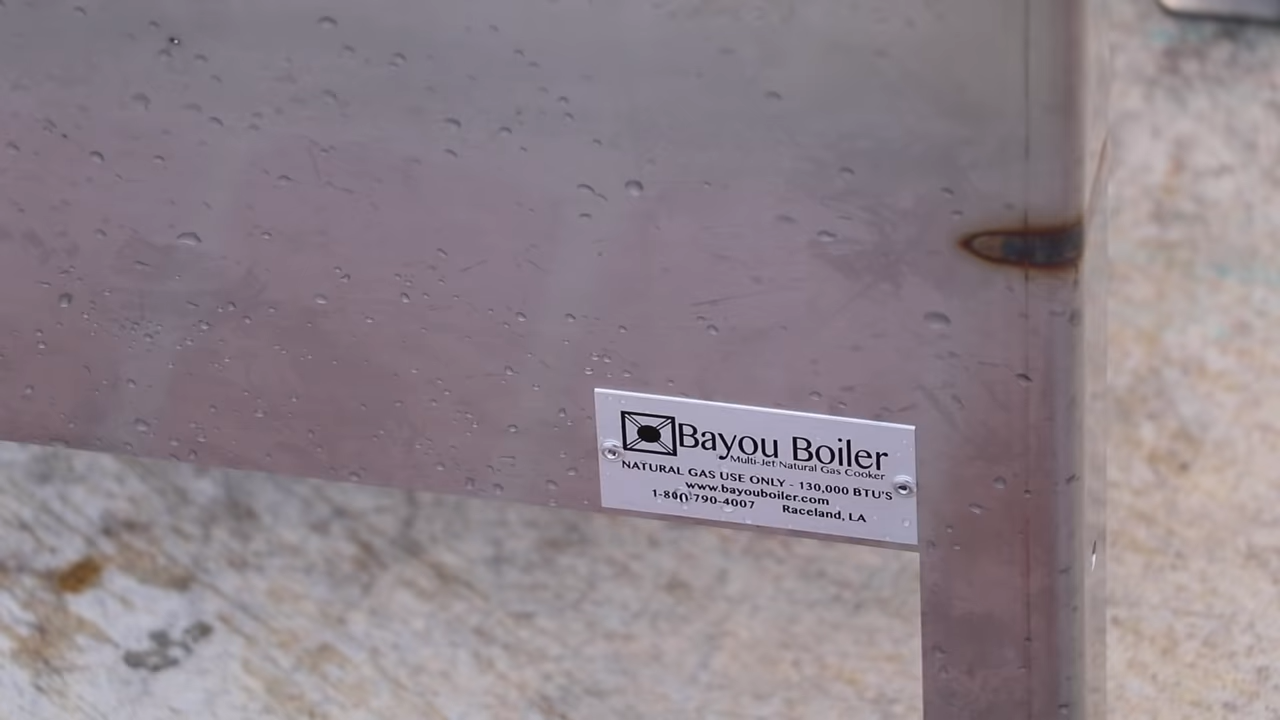 Bayou Boiler
Multi-Jet Natural Gas Cooker
NATURAL GAS USE ONLY - 130,000 BTU'S
www.bayouboiler.com
1-800-790-4007 Raceland, LA